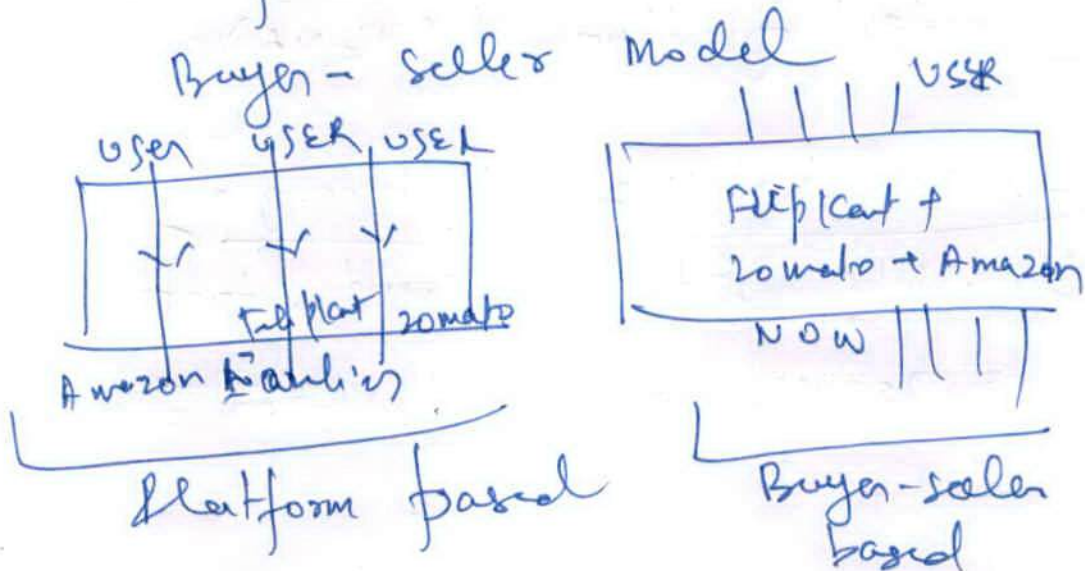 Buyer - Seller Model
User USER USER
Flipkart zomato
Amazon Earlier
Platform based
USER
Flipkart +
zomato + Amazon
NOW
Buyer-seller
based